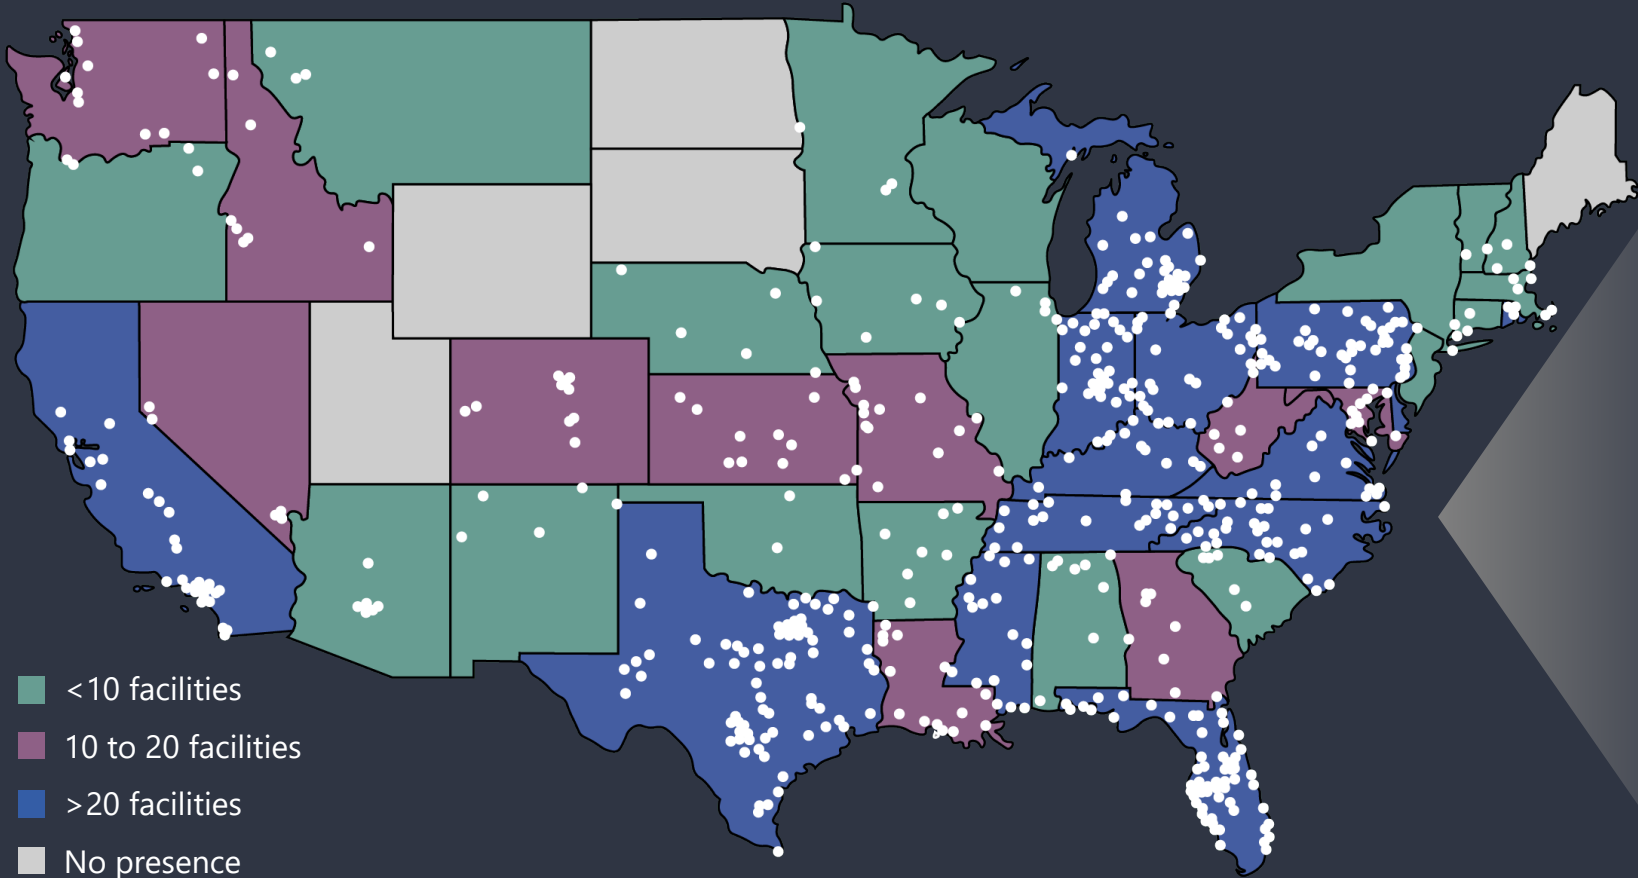 <10 facilities
10 to 20 facilities
>20 facilities
No presence